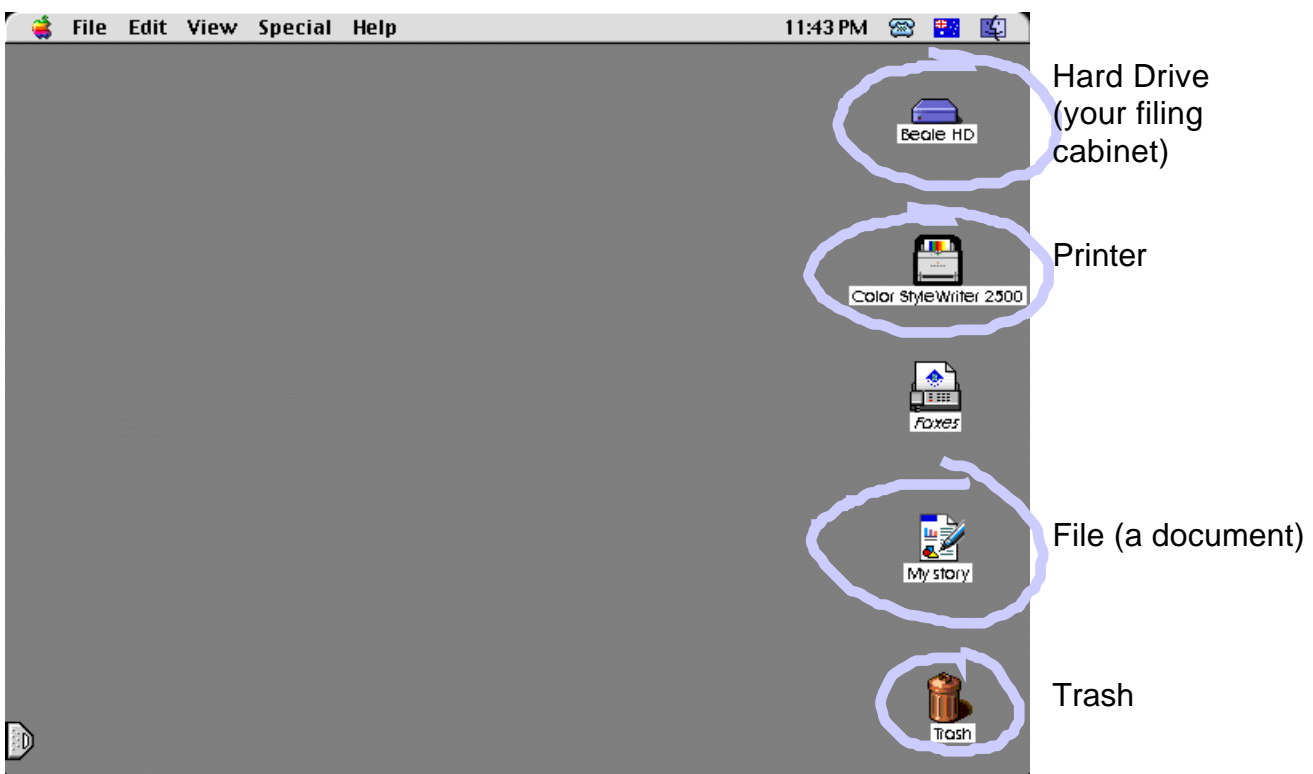 File Edit View Special Help 11:43 PM
Hard Drive
(your filing
cabinet)
Beale HD
Printer
Color StyleWriter 2500
Faxes
File (a document)
My story
Trash
Trash